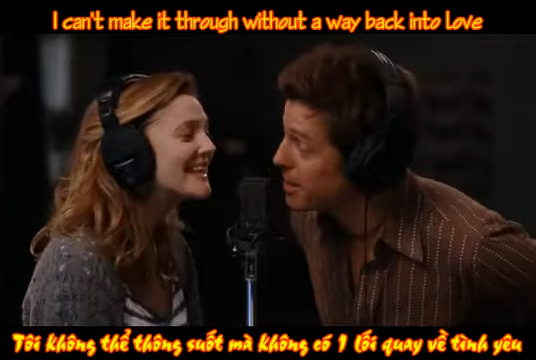 I can't make it through without a way back into Love
Tôi không thể thông suốt mà không có 1 lối quay về tình yêu